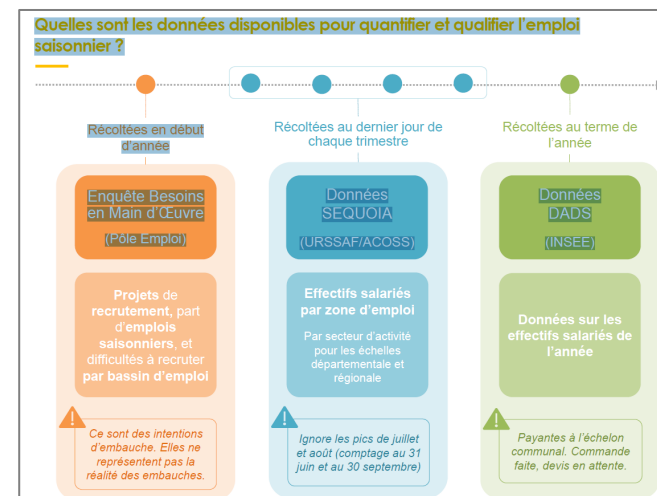 Quelles sont les données disponibles pour quantifier et qualifier l'emploi
saisonnier ?
Récoltées en début
d'année
Enquête Besoins
en Main d'Œuvre
(Pôle Emploi)
Projets de
recrutement, part
d'emplois
saisonniers, et
difficultés à recruter
par bassin d'emploi
Ce sont des intentions
d'embauche. Elles ne
représentent pas la
réalité des embauches.
Récoltées au dernier jour de
chaque trimestre
Données
SEQUOIA
(URSSAF/ACOSS)
Effectifs salariés
par zone d'emploi
Par secteur d'activité
pour les échelles
départementale et
régionale
Ignore les pics de juillet
et août (comptage au 31
juin et au 30 septembre)
Récoltées au terme de
l'année
Données
DADS
(INSEE)
Données sur les
effectifs salariés de
l'année
Payantes à l'échelon
communal. Commande
faite, devis en attente.